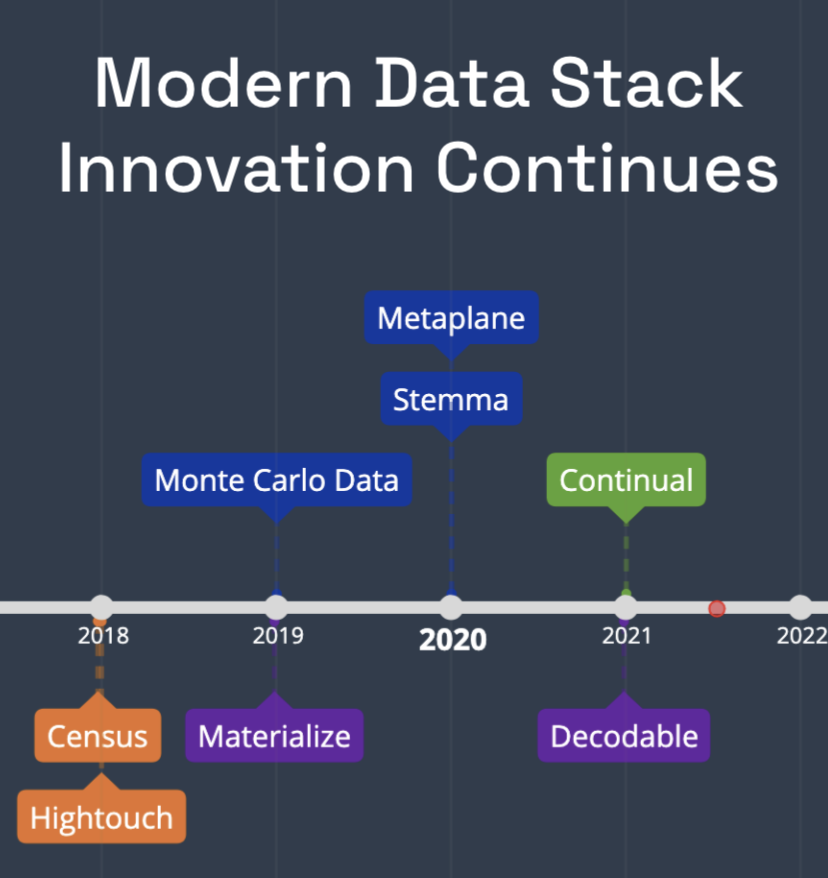 Modern Data Stack
Innovation Continues
Metaplane
Stemma
Monte Carlo Data
Continual
2018
2019
2020
2021
2022
Census
Materialize
Decodable
Hightouch